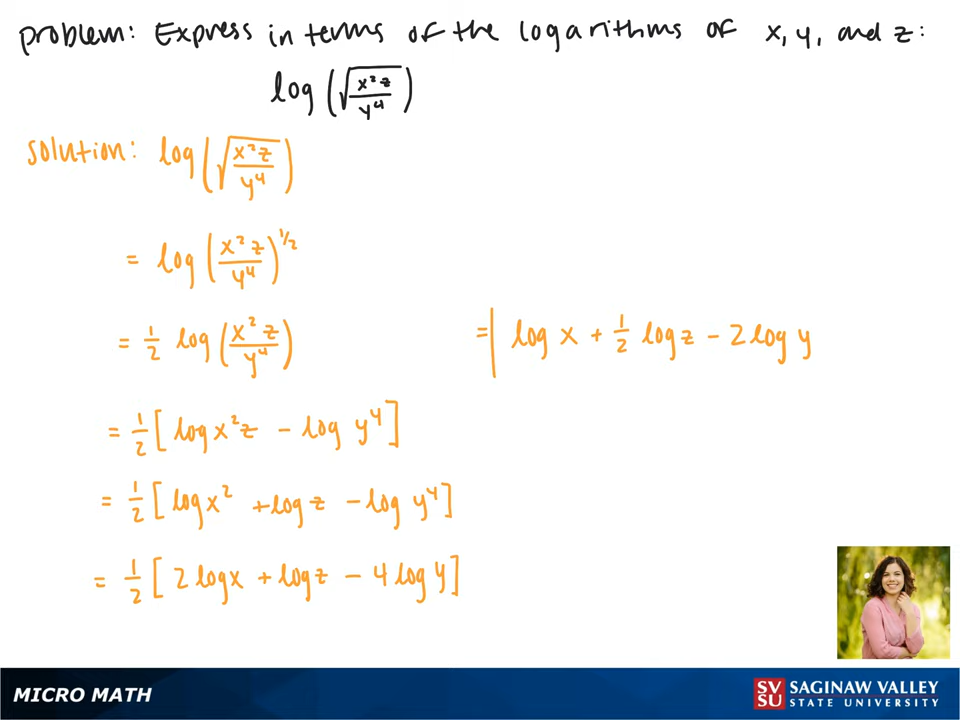 problem: Express in terms of the logarithms of x, y, and z:
log(√(x²z/y⁴))
solution: log(√(x²z/y⁴))
= log(x²z/y⁴)^½
= ½ log(x²z/y⁴)
= ½[log x²z - log y⁴]
= ½[log x² + log z - log y⁴]
= ½[2 log x + log z - 4 log y]
= log x + ½ log z - 2 log y
MICRO MATH
SV
SU
SAGINAW VALLEY
STATE UNIVERSITY